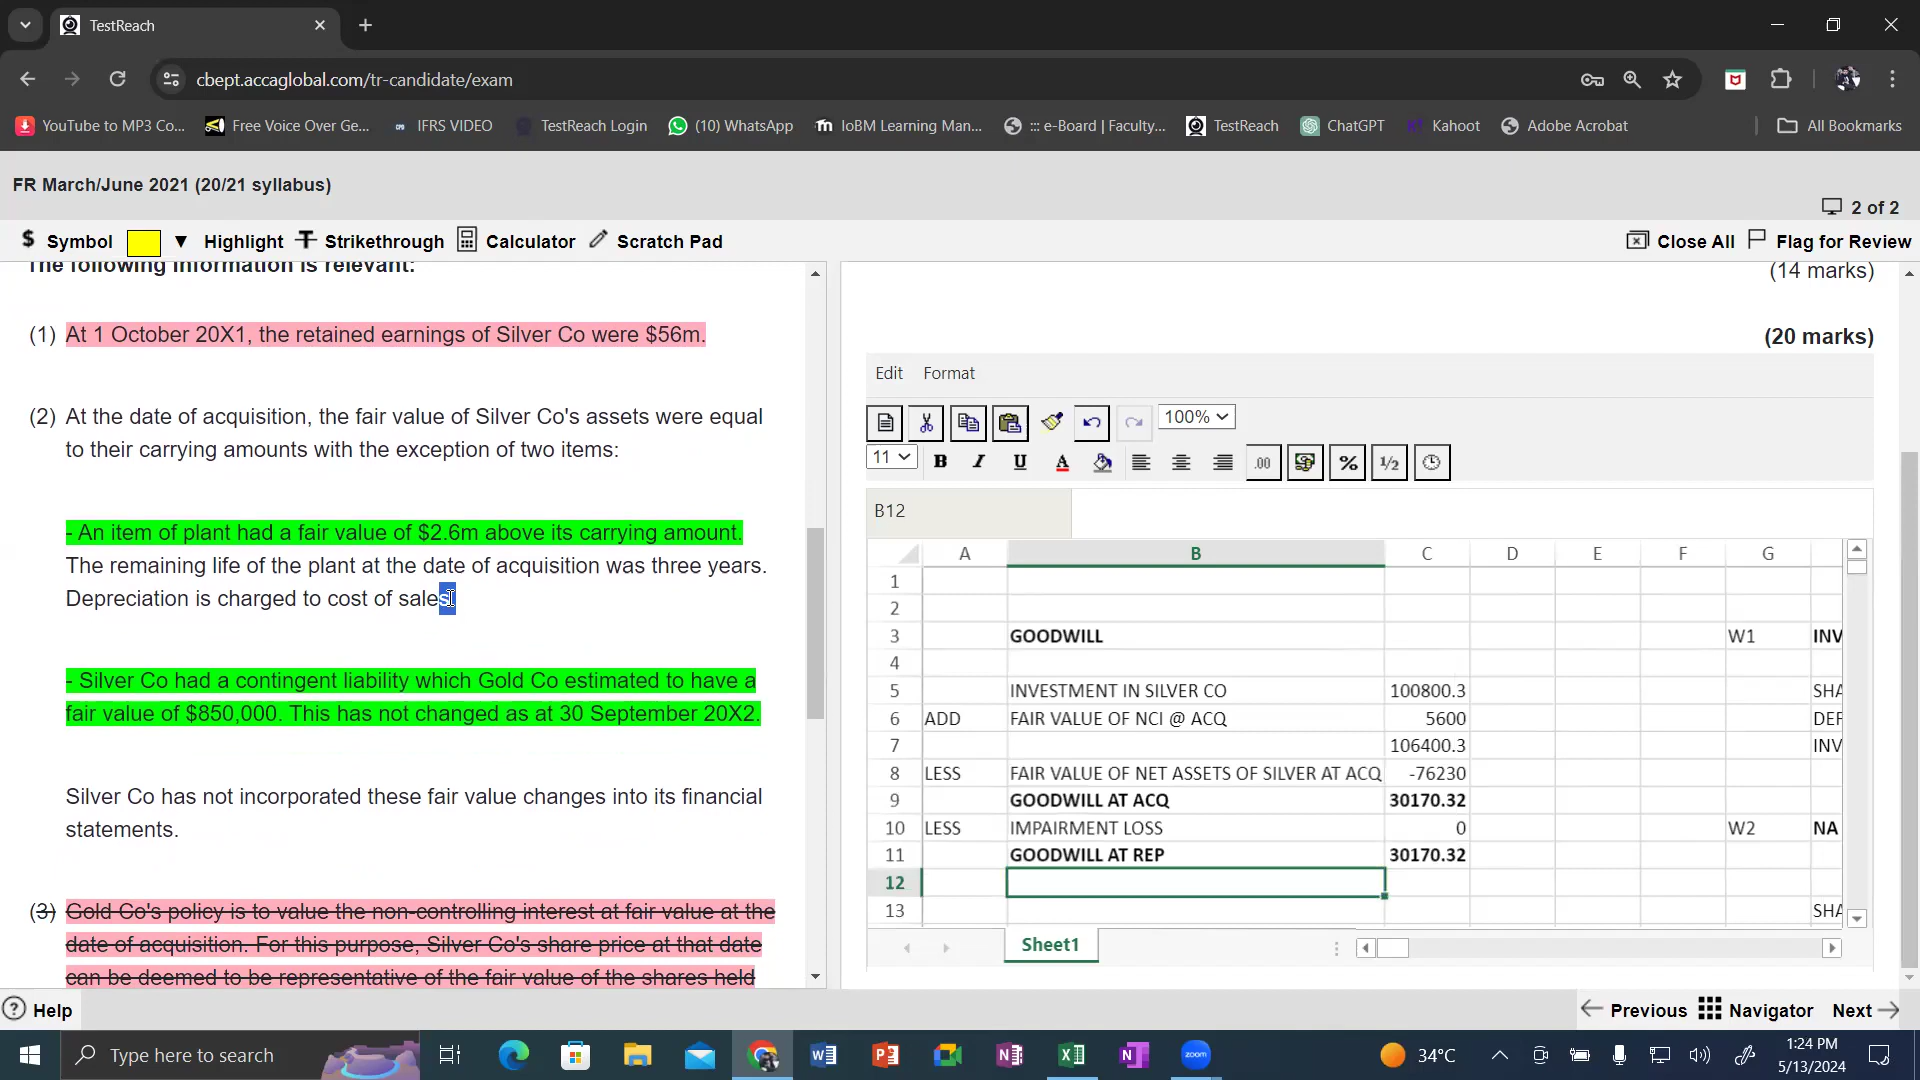 TestReach
cbept.accaglobal.com/tr-candidate/exam
YouTube to MP3 Co...
Free Voice Over Ge...
IFRS VIDEO
TestReach Login
(10) WhatsApp
IoBM Learning Man...
::: e-Board | Faculty...
TestReach
ChatGPT
Kahoot
Adobe Acrobat
All Bookmarks
FR March/June 2021 (20/21 syllabus)
2 of 2
Symbol
Highlight
Strikethrough
Calculator
Scratch Pad
Close All
Flag for Review
The following information is relevant:
(1) At 1 October 20X1, the retained earnings of Silver Co were $56m.
(2) At the date of acquisition, the fair value of Silver Co's assets were equal
to their carrying amounts with the exception of two items:
- An item of plant had a fair value of $2.6m above its carrying amount.
The remaining life of the plant at the date of acquisition was three years.
Depreciation is charged to cost of sales.
- Silver Co had a contingent liability which Gold Co estimated to have a
fair value of $850,000. This has not changed as at 30 September 20X2.
Silver Co has not incorporated these fair value changes into its financial
statements.
(3) Gold Co's policy is to value the non-controlling interest at fair value at the
date of acquisition. For this purpose, Silver Co's share price at that date
can be deemed to be representative of the fair value of the shares held
(14 marks)
(20 marks)
Edit Format
100%
11 B I U A .00 % 1/2
B12
A B C D E F G
1
2
3 GOODWILL W1 INV
4
5 INVESTMENT IN SILVER CO 100800.3 SHA
6 ADD FAIR VALUE OF NCI @ ACQ 5600 DEF
7 106400.3 INV
8 LESS FAIR VALUE OF NET ASSETS OF SILVER AT ACQ -76230
9 GOODWILL AT ACQ 30170.32
10 LESS IMPAIRMENT LOSS 0 W2 NA
11 GOODWILL AT REP 30170.32
12
13 SHA
Sheet1
Help
Previous
Navigator
Next
Type here to search
zoom
34°C
1:24 PM
5/13/2024